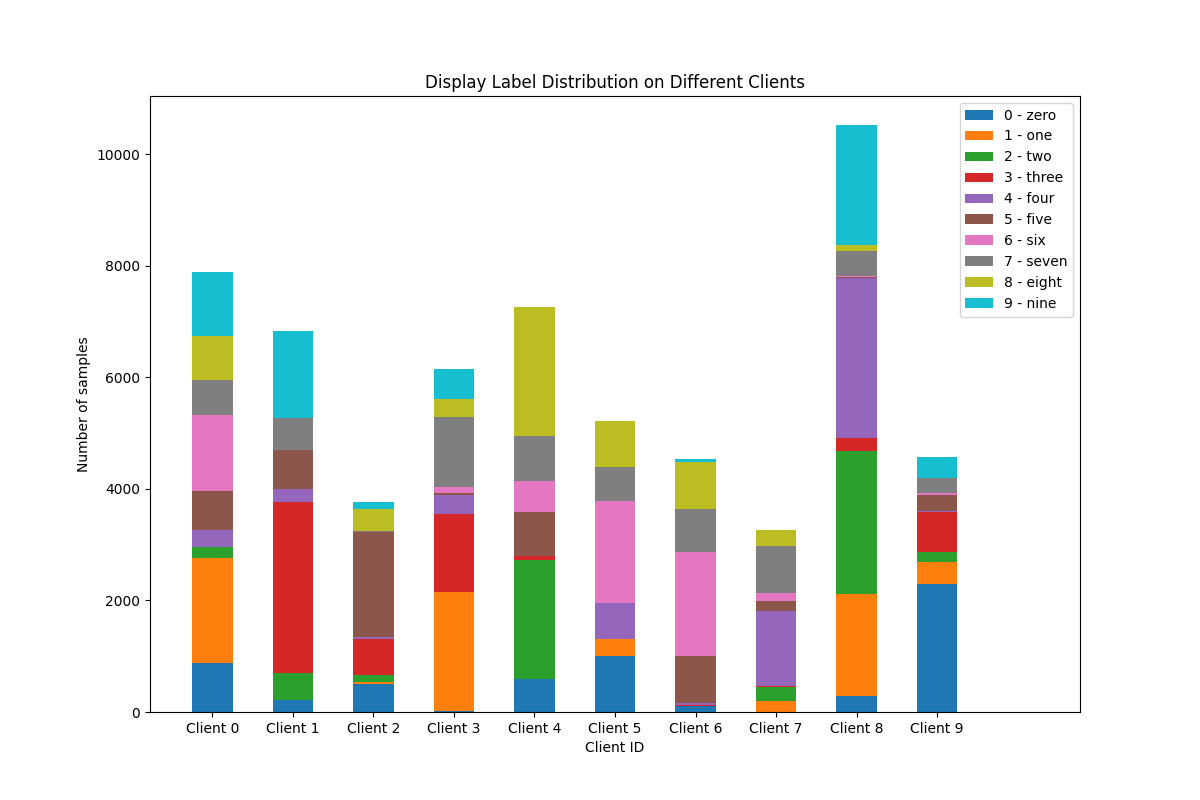 Display Label Distribution on Different Clients
0 - zero
1 - one
2 - two
3 - three
4 - four
5 - five
6 - six
7 - seven
8 - eight
9 - nine
Number of samples
10000
8000
6000
4000
2000
0
Client 0 Client 1 Client 2 Client 3 Client 4 Client 5 Client 6 Client 7 Client 8 Client 9
Client ID